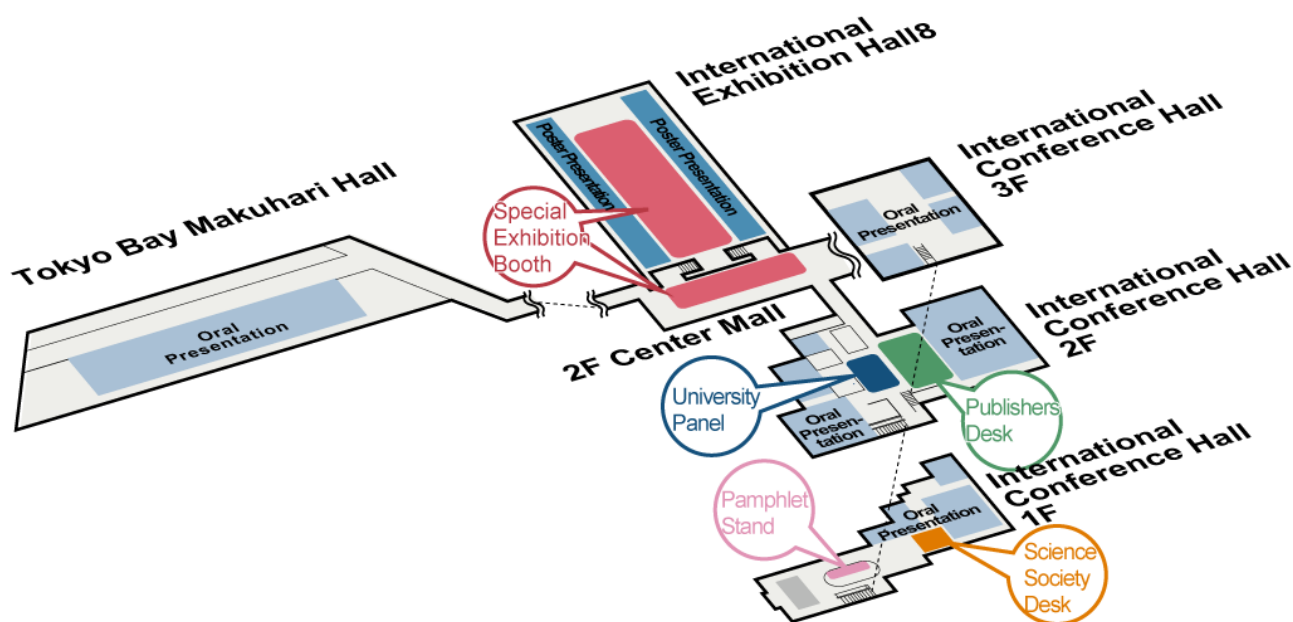 International
Exhibition Hall8
Poster Presentation
Poster Presentation
Special
Exhibition
Booth
Tokyo Bay Makuhari Hall
Oral
Presentation
2F Center Mall
International
Conference Hall
3F
Oral
Presentation
International
Conference Hall
2F
Oral
Presen-
tation
University
Panel
Oral
Presen-
tation
Publishers
Desk
International
Conference Hall
1F
Oral
Presentation
Pamphlet
Stand
Science
Society
Desk